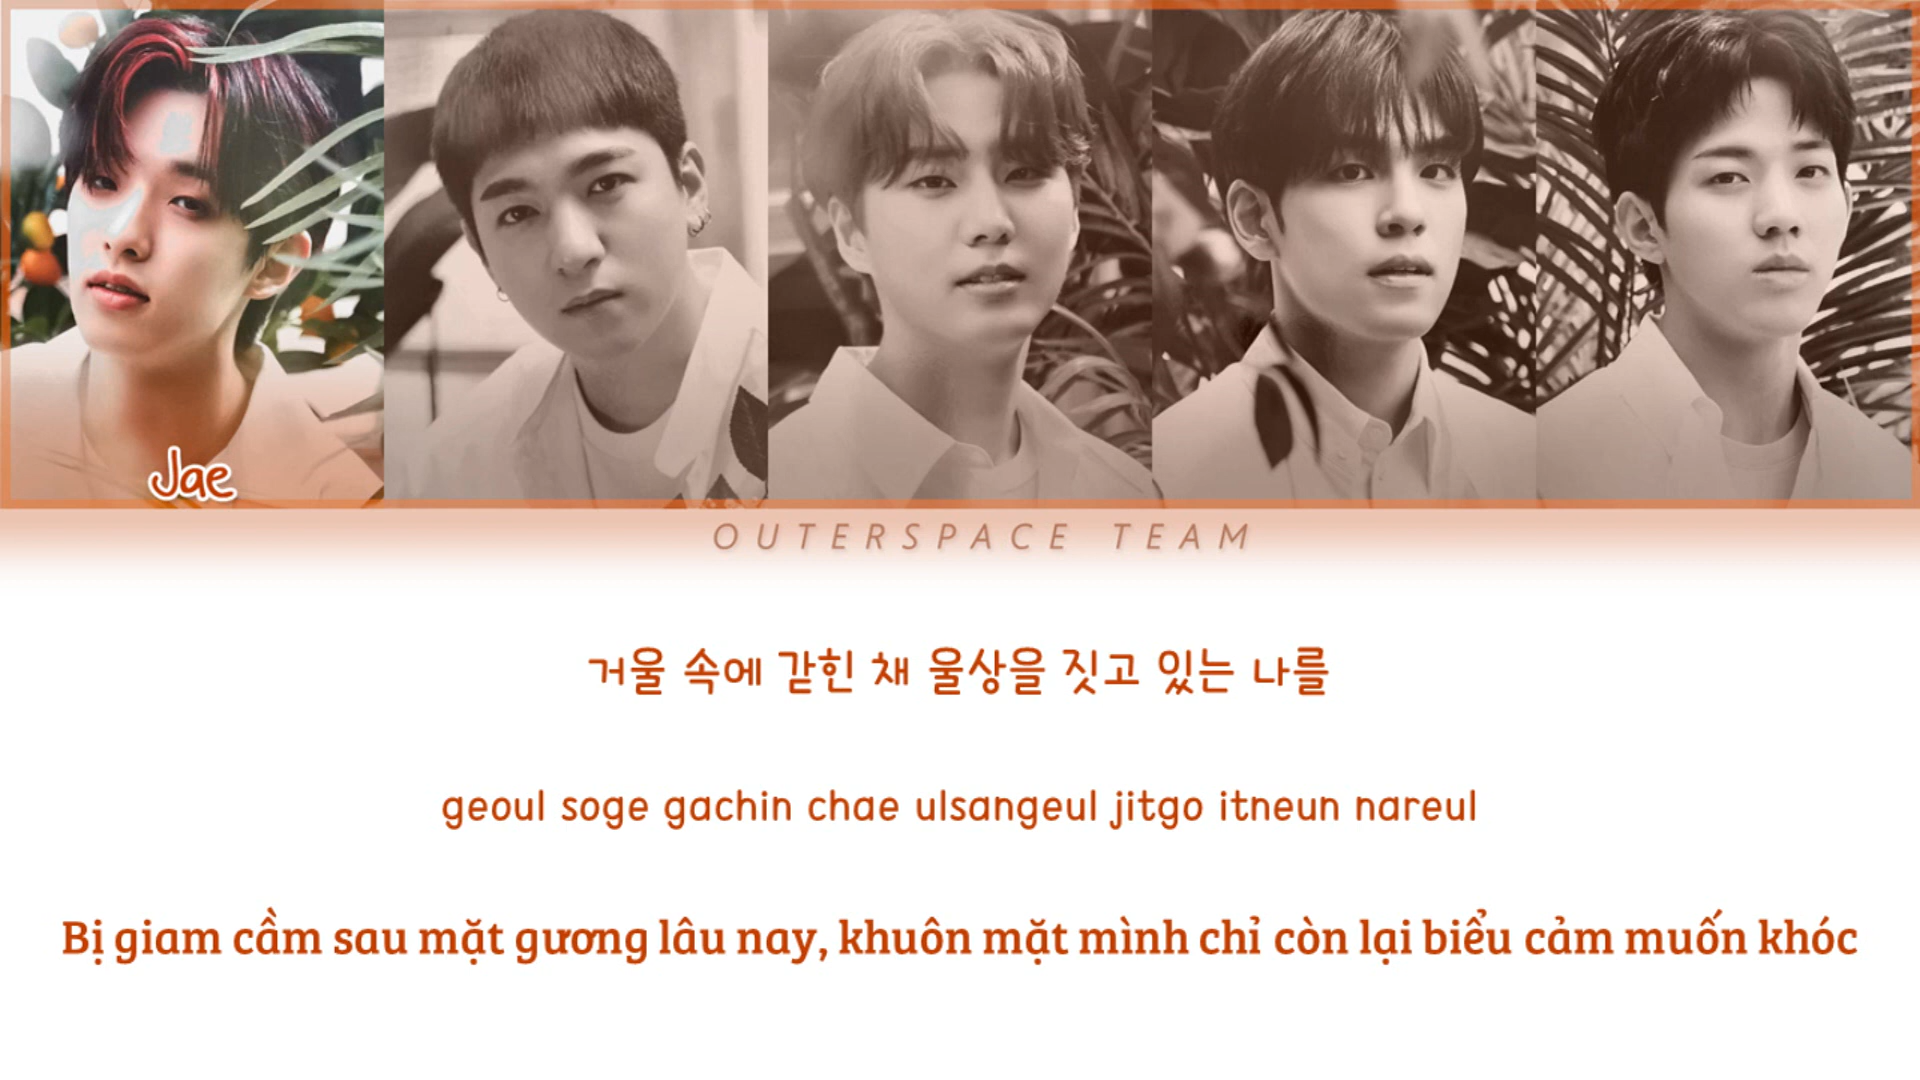 Jae
OUTERSPACE TEAM
거울 속에 갇힌 채 울상을 짓고 있는 나를
geoul soge gachin chae ulsangeul jitgo itneun nareul
Bị giam cầm sau mặt gương lâu nay, khuôn mặt mình chỉ còn lại biểu cảm muốn khóc